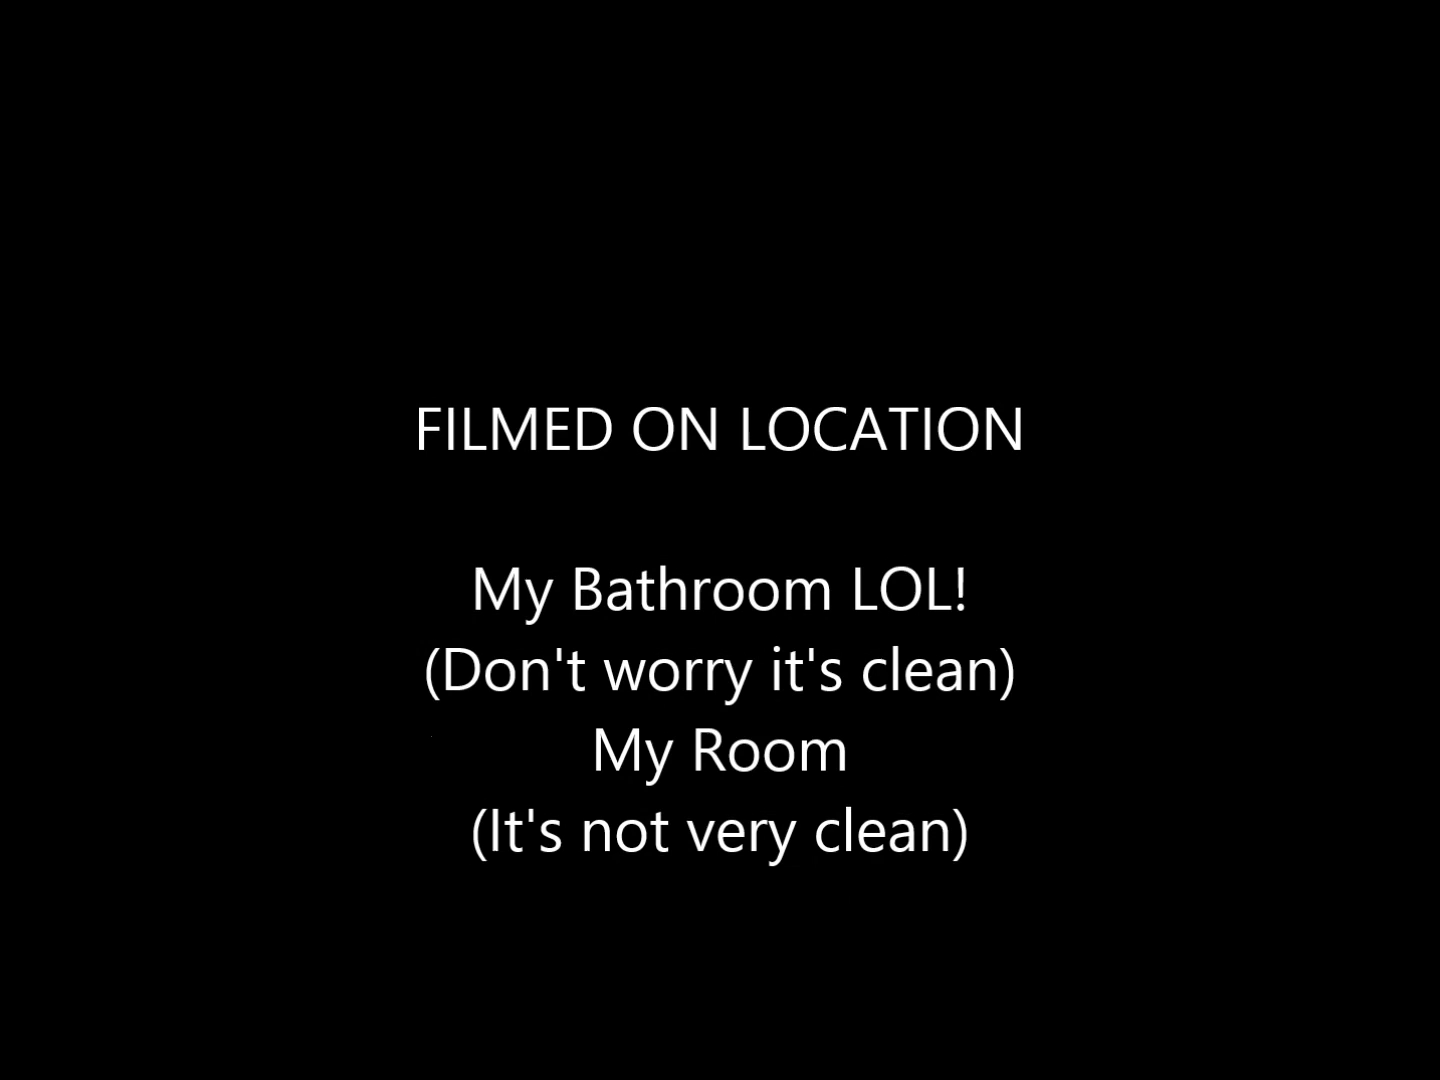 FILMED ON LOCATION
My Bathroom LOL!
(Don't worry it's clean)
My Room
(It's not very clean)